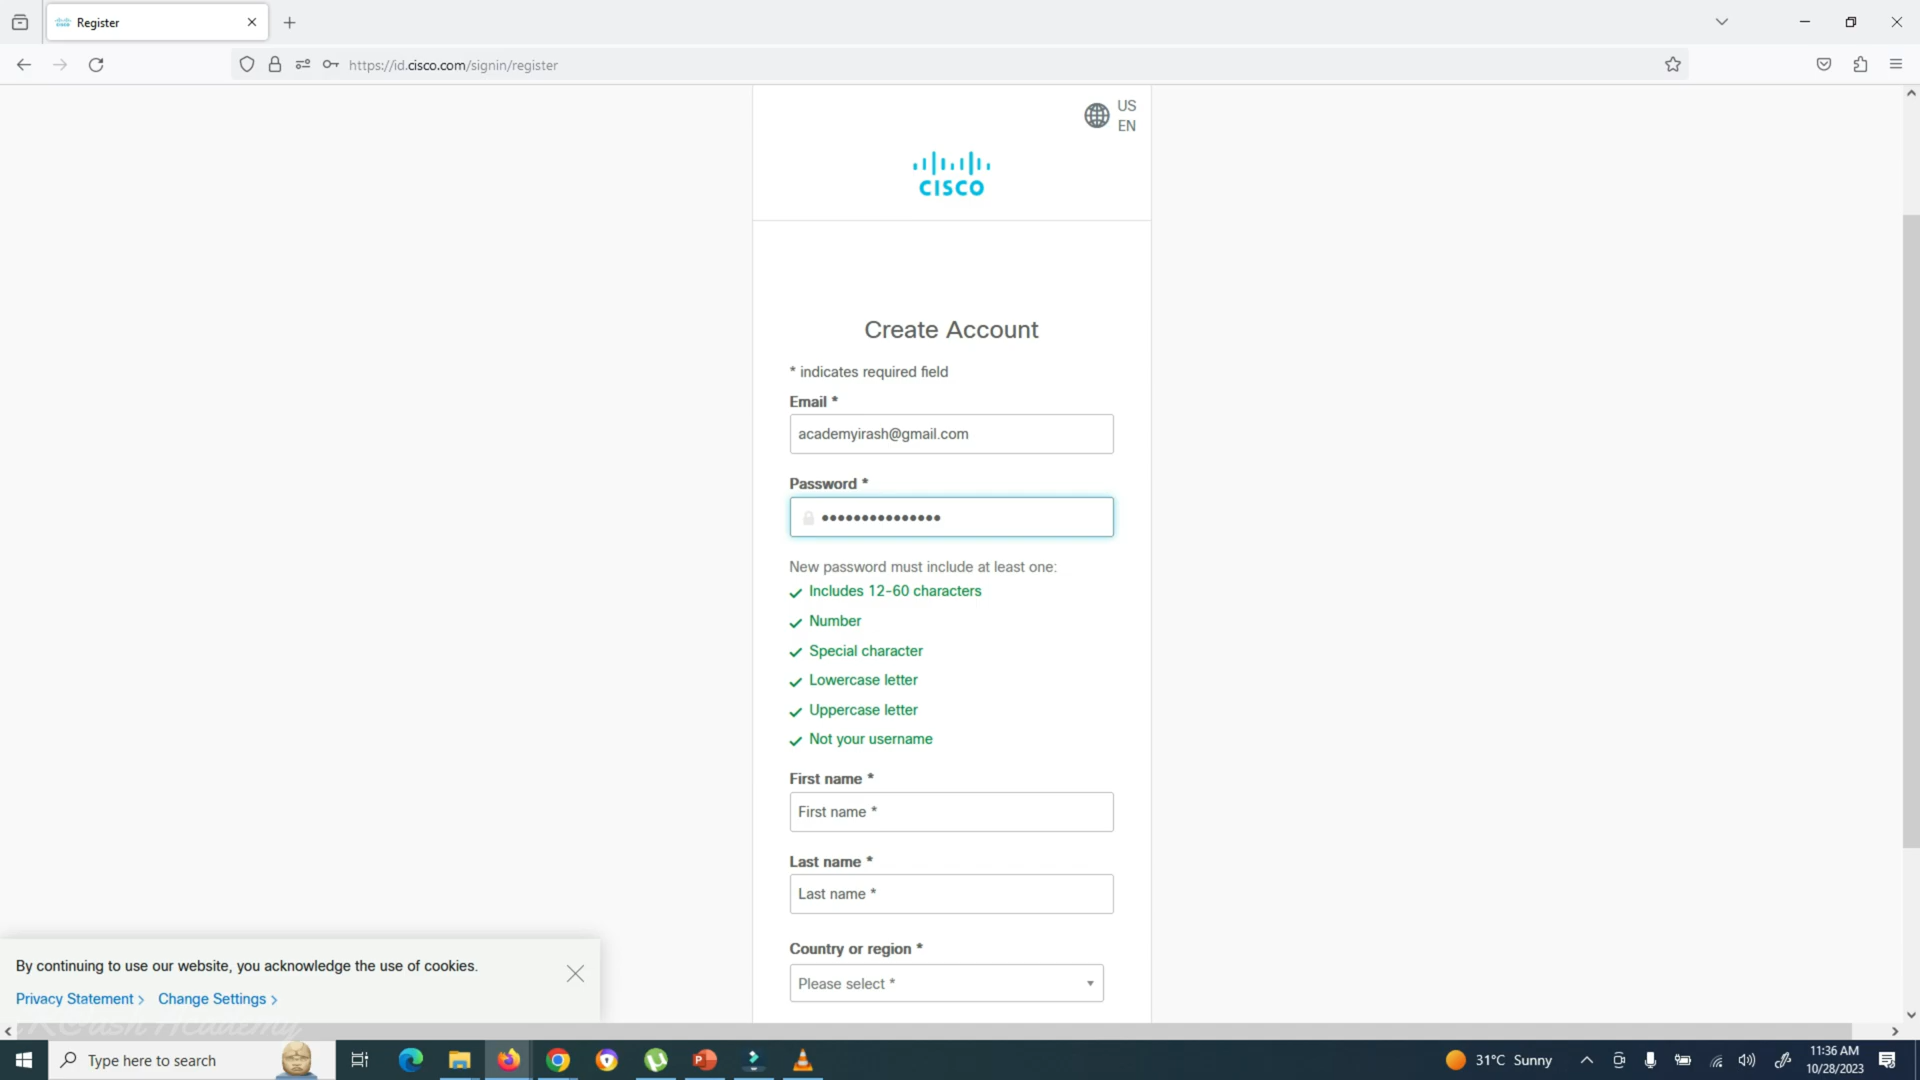 Register
https://id.cisco.com/signin/register
US
EN
CISCO
Create Account
* indicates required field
Email *
academyirash@gmail.com
Password *
•••••••••••••••
New password must include at least one:
Includes 12-60 characters
Number
Special character
Lowercase letter
Uppercase letter
Not your username
First name *
First name *
Last name *
Last name *
Country or region *
Please select *
By continuing to use our website, you acknowledge the use of cookies.
Privacy Statement >
Change Settings >
Academy
Type here to search
31°C Sunny
11:36 AM
10/28/2023